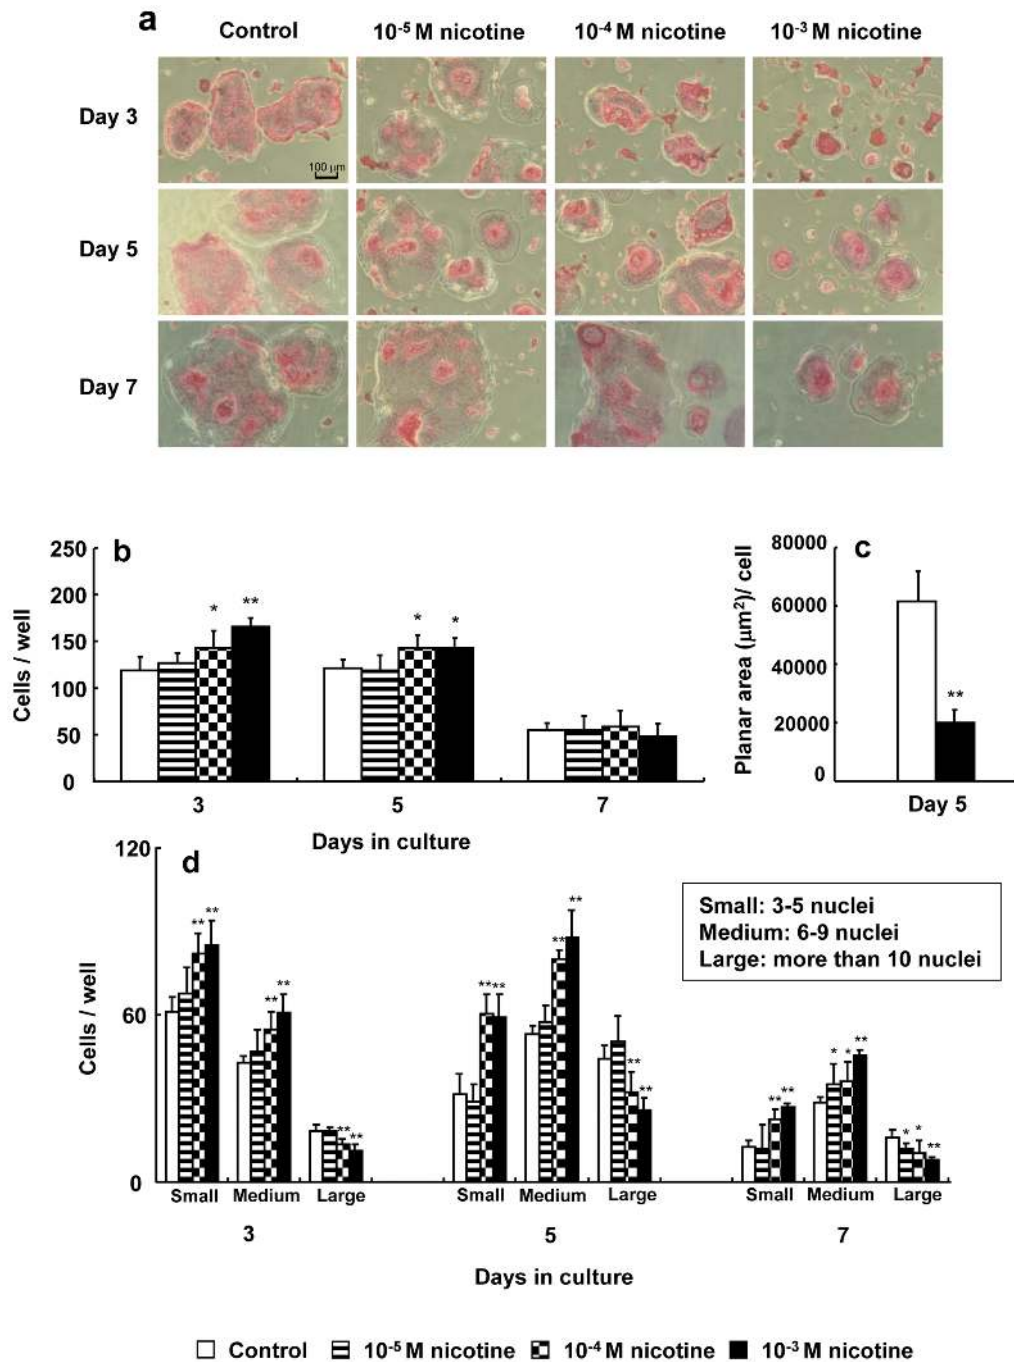 a
Control 10-5 M nicotine 10-4 M nicotine 10-3 M nicotine
Day 3
100 μm
Day 5
Day 7
b
250
200
150
100
50
0
Cells / well
* **
* *
3 5 7
Days in culture
c
80000
60000
40000
20000
0
Planar area (μm2)/ cell
**
Day 5
d
120
60
0
Cells / well
Small: 3-5 nuclei
Medium: 6-9 nuclei
Large: more than 10 nuclei
** **
** **
** **
** **
** **
** **
** **
* * **
* * **
Small Medium Large Small Medium Large Small Medium Large
3 5 7
Days in culture
Control 10-5 M nicotine 10-4 M nicotine 10-3 M nicotine